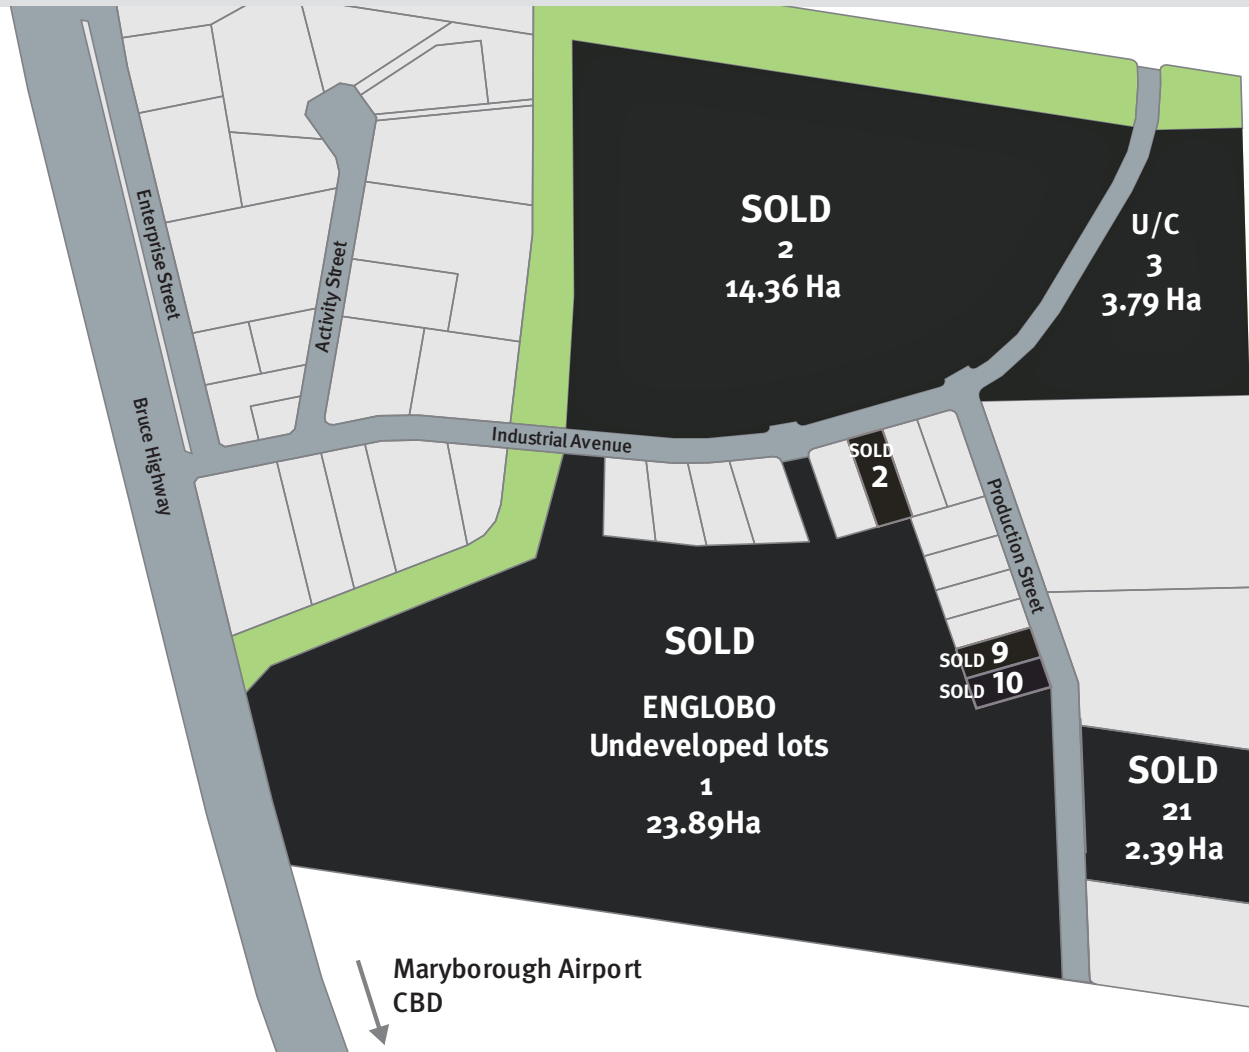 SOLD
2
14.36 Ha
U/C
3
3.79 Ha
Enterprise Street
Activity Street
Bruce Highway
Industrial Avenue
SOLD
2
Production Street
SOLD 9
SOLD 10
SOLD
ENGLOBO
Undeveloped lots
1
23.89Ha
SOLD
21
2.39 Ha
Maryborough Airport
CBD